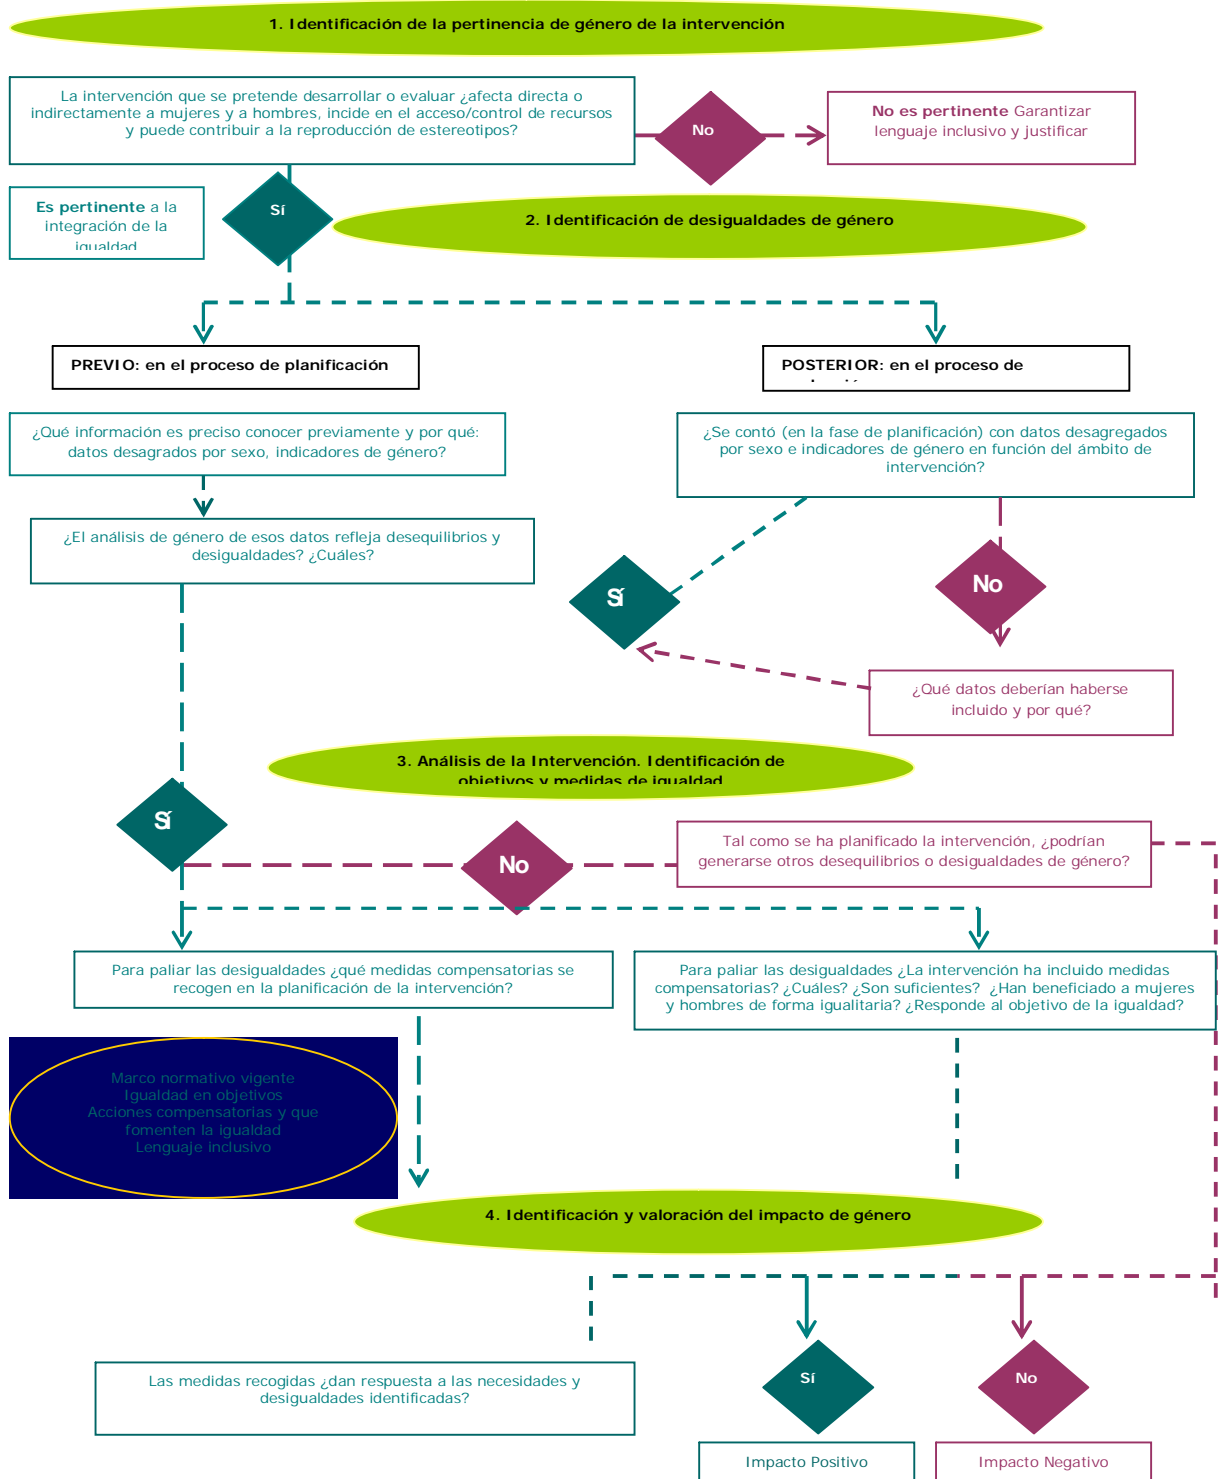 1. Identificación de la pertinencia de género de la intervención
La intervención que se pretende desarrollar o evaluar ¿afecta directa o
indirectamente a mujeres y a hombres, incide en el acceso/control de recursos
y puede contribuir a la reproducción de estereotipos?
No
No es pertinente Garantizar
lenguaje inclusivo y justificar
Es pertinente a la
integración de la
igualdad
Sí
2. Identificación de desigualdades de género
PREVIO: en el proceso de planificación
POSTERIOR: en el proceso de
¿Qué información es preciso conocer previamente y por qué:
datos desagrados por sexo, indicadores de género?
¿Se contó (en la fase de planificación) con datos desagregados
por sexo e indicadores de género en función del ámbito de
intervención?
¿El análisis de género de esos datos refleja desequilibrios y
desigualdades? ¿Cuáles?
Sí
No
¿Qué datos deberían haberse
incluido y por qué?
3. Análisis de la Intervención. Identificación de
objetivos y medidas de igualdad
Sí
No
Tal como se ha planificado la intervención, ¿podrían
generarse otros desequilibrios o desigualdades de género?
Para paliar las desigualdades ¿qué medidas compensatorias se
recogen en la planificación de la intervención?
Para paliar las desigualdades ¿La intervención ha incluido medidas
compensatorias? ¿Cuáles? ¿Son suficientes? ¿Han beneficiado a mujeres
y hombres de forma igualitaria? ¿Responde al objetivo de la igualdad?
Marco normativo vigente
Igualdad en objetivos
Acciones compensatorias y que
fomenten la igualdad
Lenguaje inclusivo
4. Identificación y valoración del impacto de género
Las medidas recogidas ¿dan respuesta a las necesidades y
desigualdades identificadas?
Sí
No
Impacto Positivo
Impacto Negativo